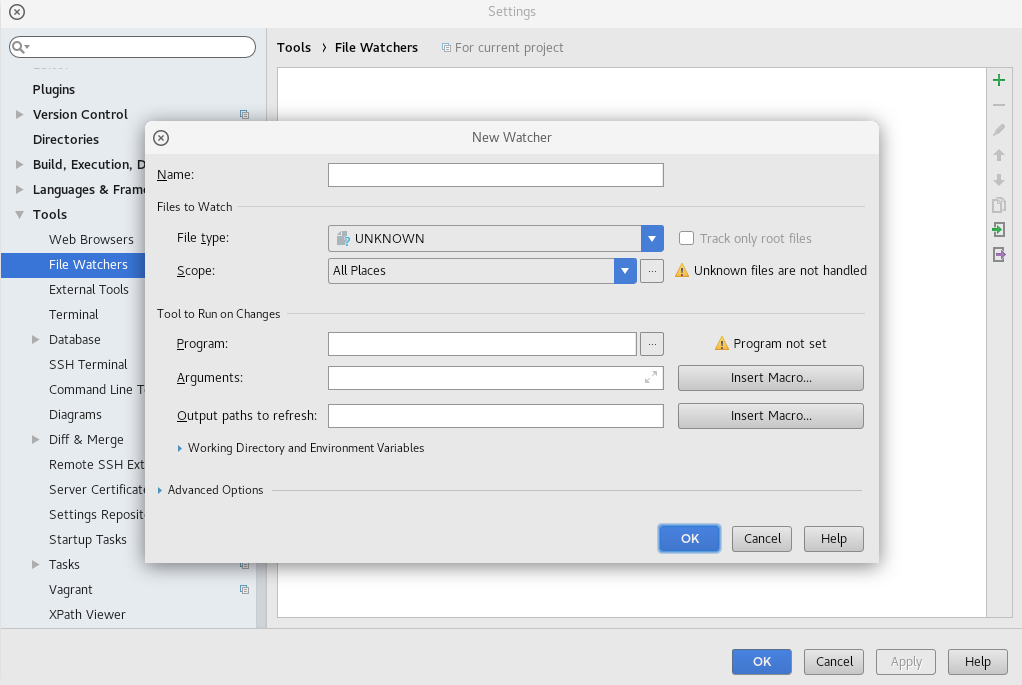 Settings
Tools › File Watchers For current project
Plugins
Version Control
Directories
Build, Execution, D
Languages & Frame
Tools
Web Browsers
File Watchers
External Tools
Terminal
Database
SSH Terminal
Command Line T
Diagrams
Diff & Merge
Remote SSH Ext
Server Certificate
Settings Reposit
Startup Tasks
Tasks
Vagrant
XPath Viewer
New Watcher
Name:
Files to Watch
File type: UNKNOWN Track only root files
Scope: All Places ... Unknown files are not handled
Tool to Run on Changes
Program: ... Program not set
Arguments: Insert Macro...
Output paths to refresh: Insert Macro...
Working Directory and Environment Variables
Advanced Options
OK Cancel Help
OK Cancel Apply Help